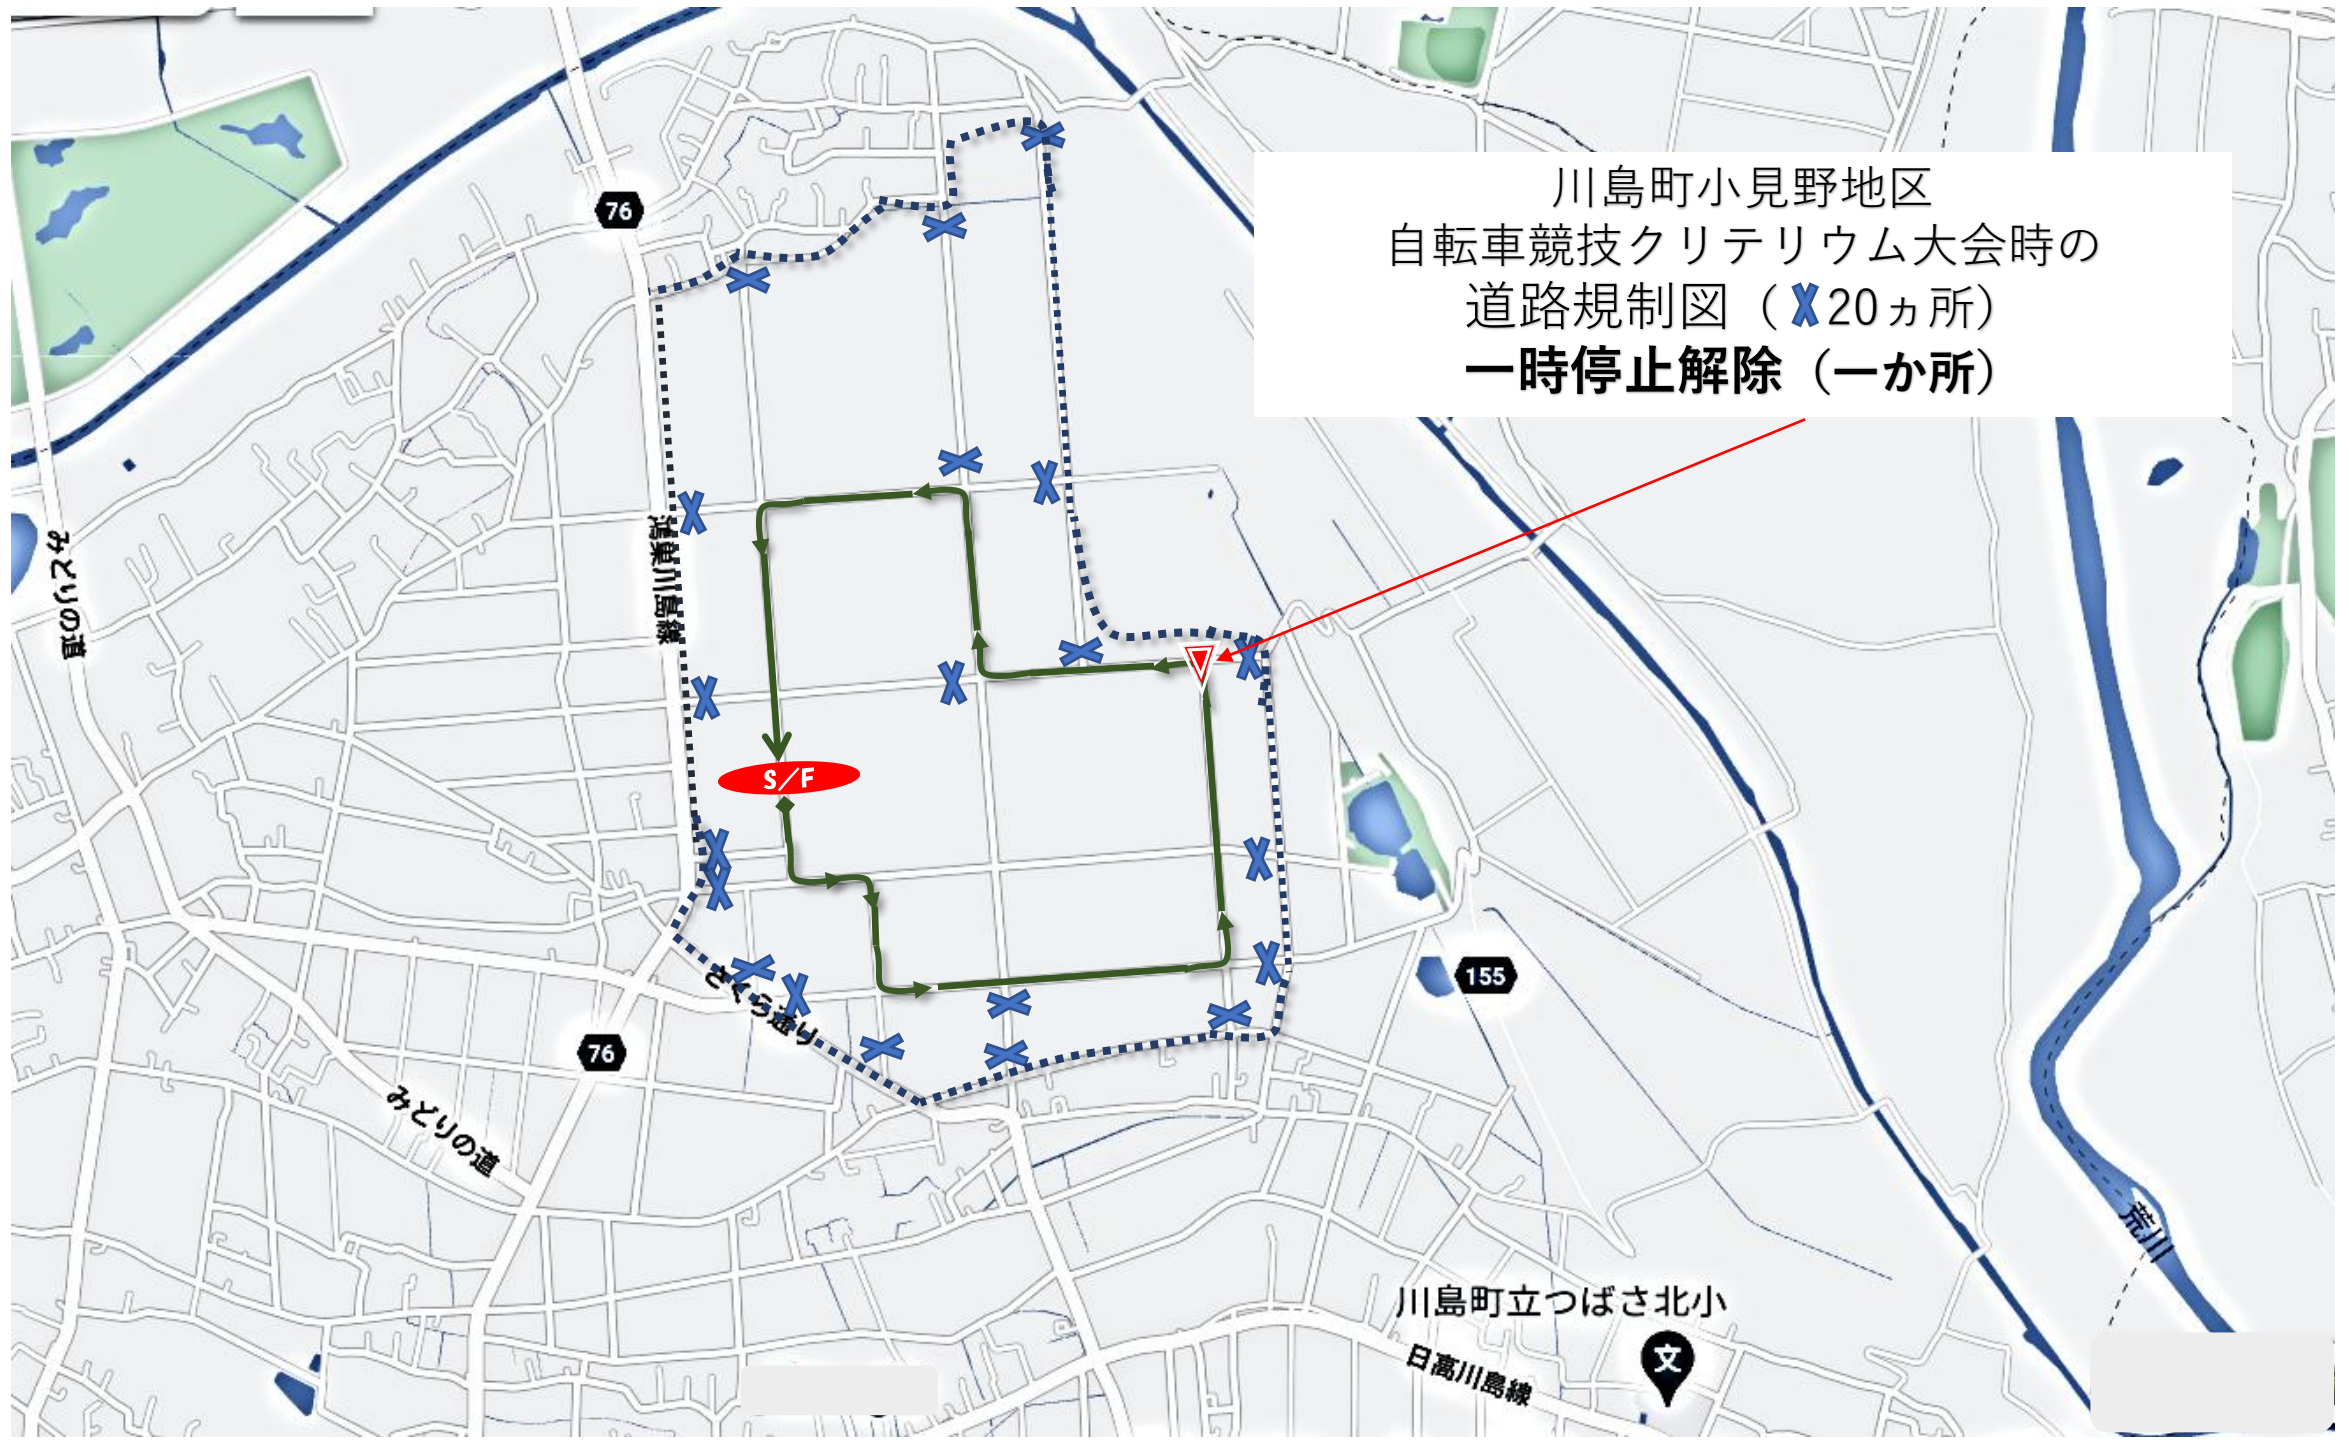 川島町小見野地区
自転車競技クリテリウム大会時の
道路規制図（ 20ヵ所）
一時停止解除（一か所）
76
みどりの道
鴻巣川島線
S/F
さくら通り
155
76
みどりの道
荒川
川島町立つばさ北小
文
日高川島線